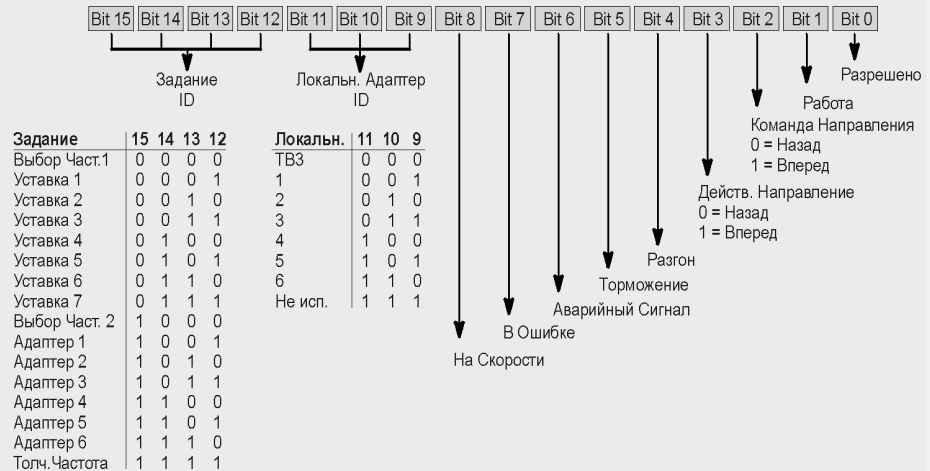 Bit 15 Bit 14 Bit 13 Bit 12 Bit 11 Bit 10 Bit 9 Bit 8 Bit 7 Bit 6 Bit 5 Bit 4 Bit 3 Bit 2 Bit 1 Bit 0
Задание
ID
Локальн. Адаптер
ID
Разрешено
Работа
Команда Направления
0 = Назад
1 = Вперед
Действ. Направление
0 = Назад
1 = Вперед
Разгон
Торможение
Аварийный Сигнал
В Ошибке
На Скорости
Задание 15 14 13 12
Выбор Част.1 0 0 0 0
Уставка 1 0 0 0 1
Уставка 2 0 0 1 0
Уставка 3 0 0 1 1
Уставка 4 0 1 0 0
Уставка 5 0 1 0 1
Уставка 6 0 1 1 0
Уставка 7 0 1 1 1
Выбор Част. 2 1 0 0 0
Адаптер 1 1 0 0 1
Адаптер 2 1 0 1 0
Адаптер 3 1 0 1 1
Адаптер 4 1 1 0 0
Адаптер 5 1 1 0 1
Адаптер 6 1 1 1 0
Толч.Частота 1 1 1 1
Локальн. 11 10 9
ТВ3 0 0 0
1 0 0 1
2 0 1 0
3 0 1 1
4 1 0 0
5 1 0 1
6 1 1 0
Не исп. 1 1 1